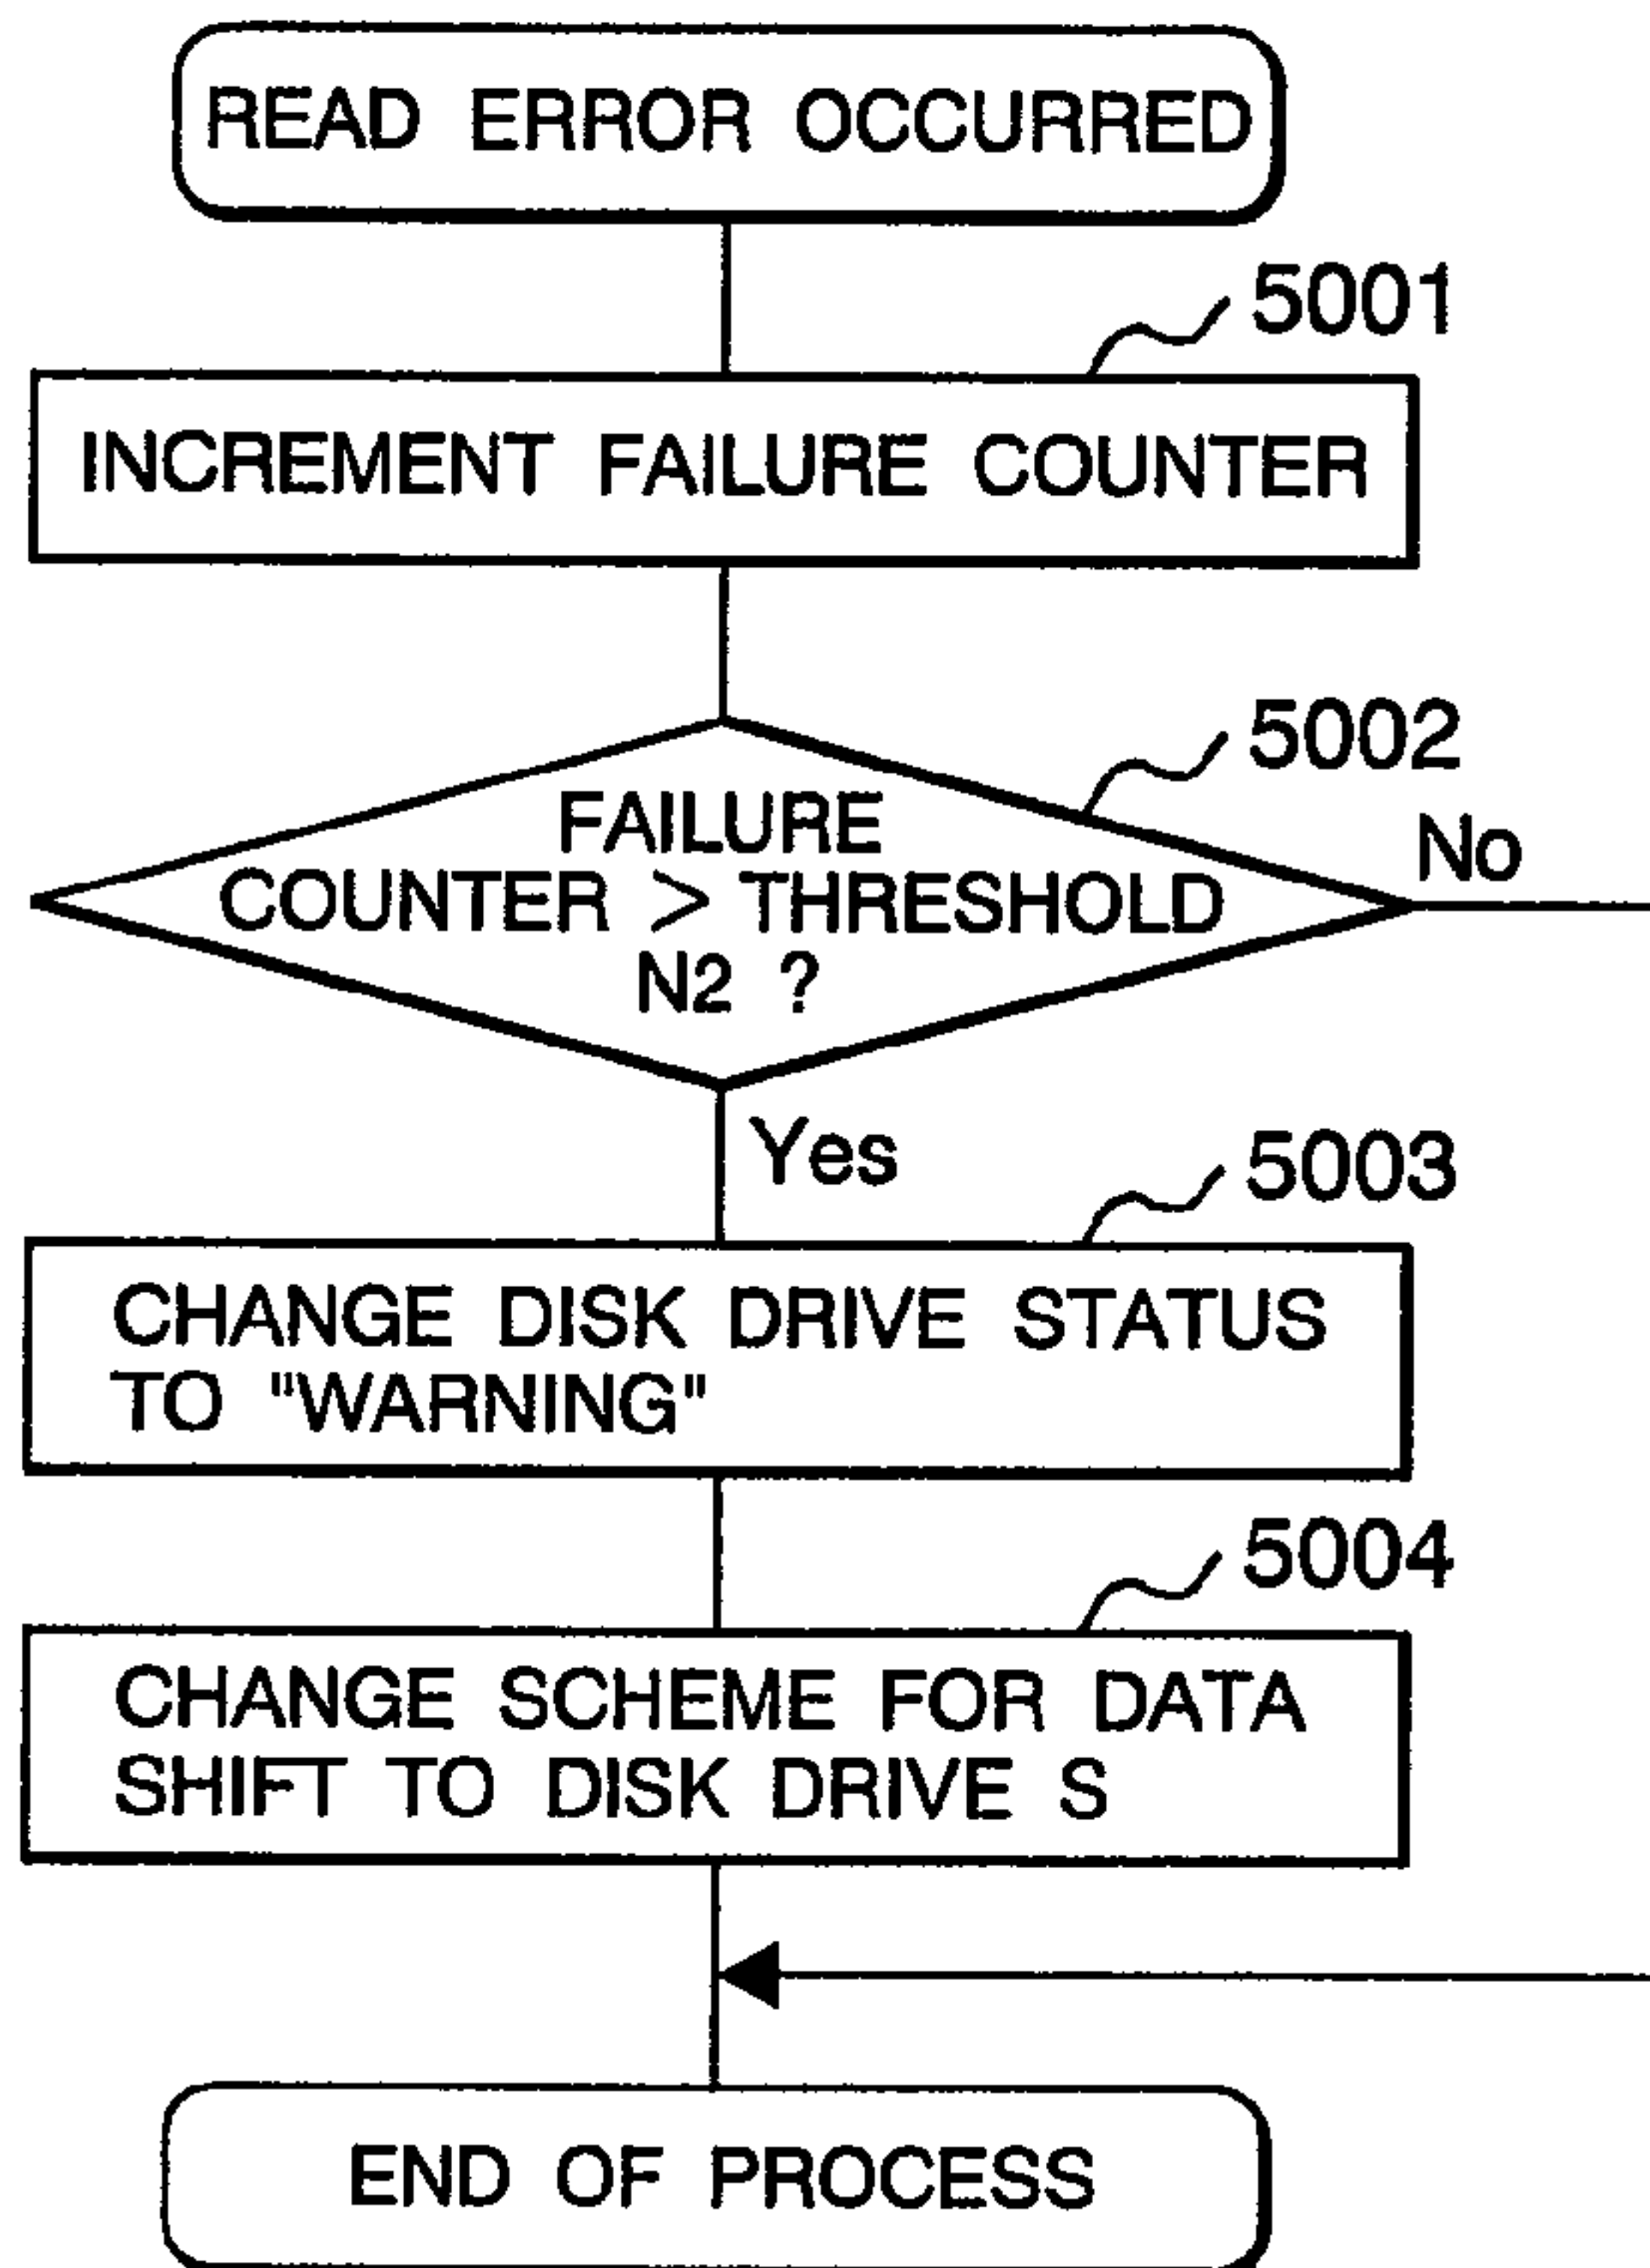 READ ERROR OCCURRED
5001
INCREMENT FAILURE COUNTER
5002
FAILURE
COUNTER > THRESHOLD
N2 ?
No
Yes
5003
CHANGE DISK DRIVE STATUS
TO "WARNING"
5004
CHANGE SCHEME FOR DATA
SHIFT TO DISK DRIVE S
END OF PROCESS